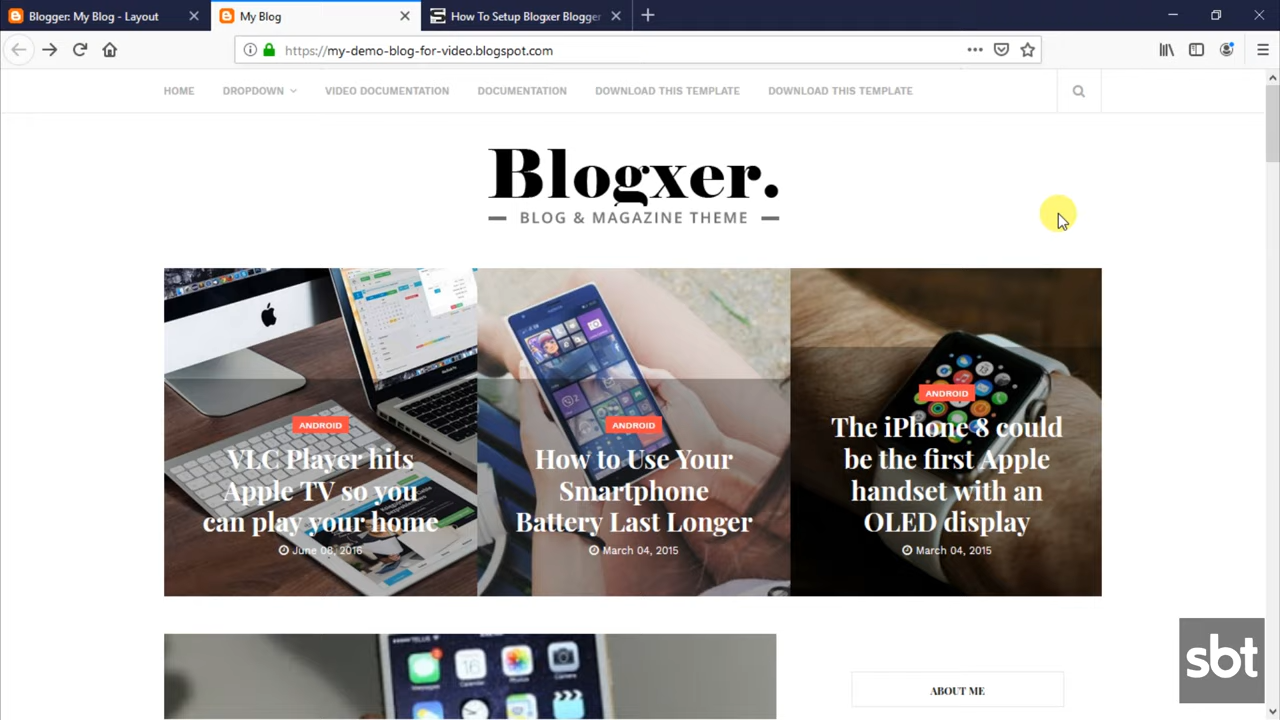 Blogger: My Blog - Layout
My Blog
How To Setup Blogxer Blogger
https://my-demo-blog-for-video.blogspot.com
HOME
DROPDOWN
VIDEO DOCUMENTATION
DOCUMENTATION
DOWNLOAD THIS TEMPLATE
DOWNLOAD THIS TEMPLATE
Blogxer.
BLOG & MAGAZINE THEME
ANDROID
VLC Player hits
Apple TV so you
can play your home
June 08, 2016
ANDROID
How to Use Your
Smartphone
Battery Last Longer
March 04, 2015
ANDROID
The iPhone 8 could
be the first Apple
handset with an
OLED display
March 04, 2015
ABOUT ME
sbt